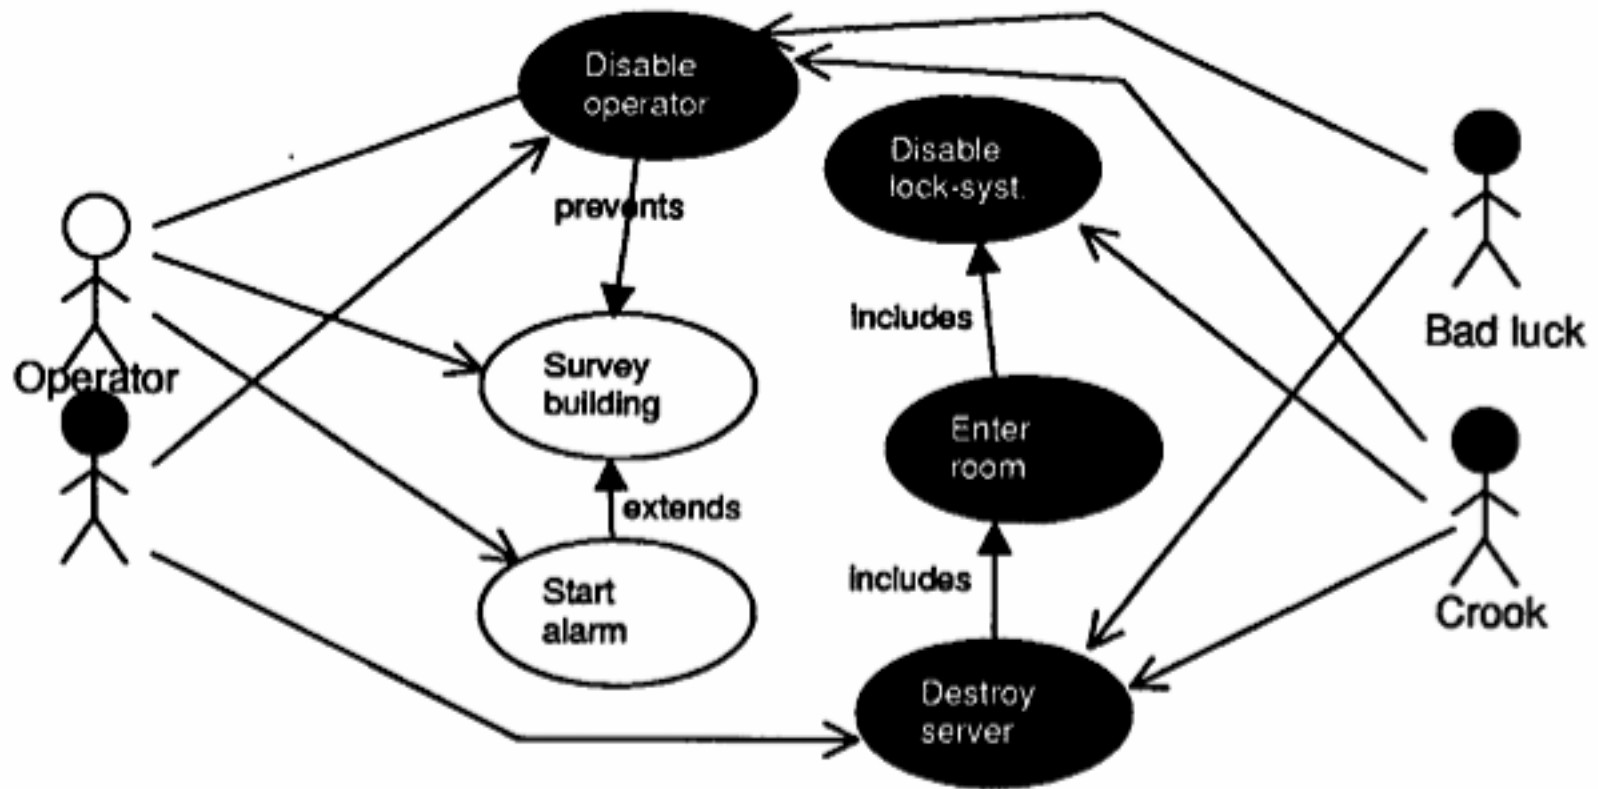 Disable
operator
Disable
lock-syst.
prevents
Bad luck
includes
Operator
Survey
building
Enter
room
extends
includes
Start
alarm
Crook
Destroy
server